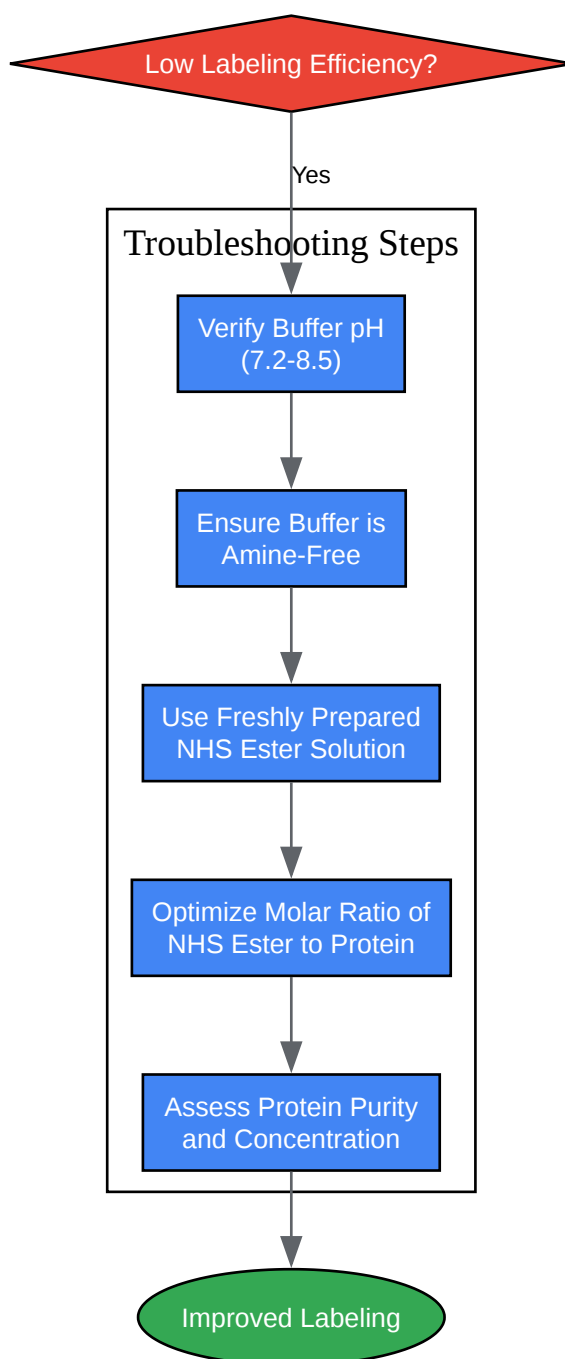 Low Labeling Efficiency?
Yes
Troubleshooting Steps
Verify Buffer pH
(7.2-8.5)
Ensure Buffer is
Amine-Free
Use Freshly Prepared
NHS Ester Solution
Optimize Molar Ratio of
NHS Ester to Protein
Assess Protein Purity
and Concentration
Improved Labeling